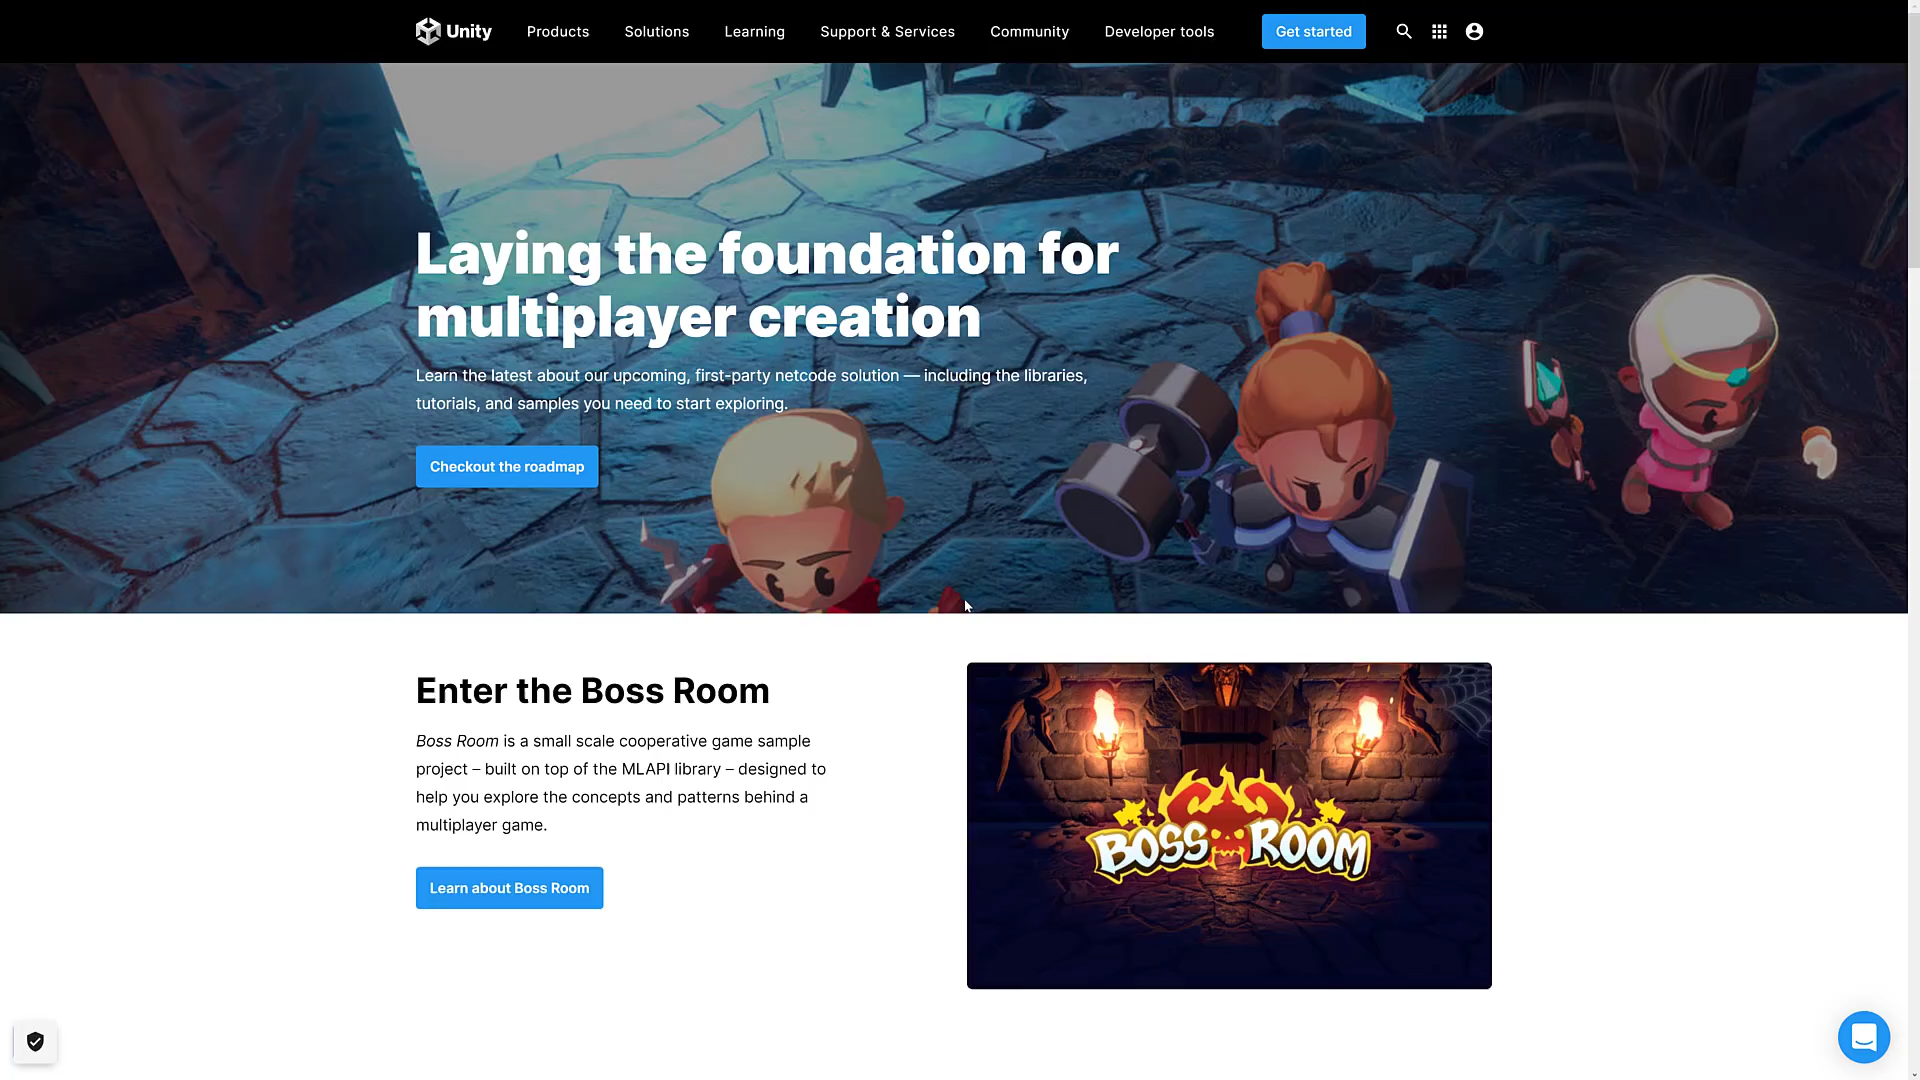 Unity
Products
Solutions
Learning
Support & Services
Community
Developer tools
Get started
Laying the foundation for
multiplayer creation
Learn the latest about our upcoming, first-party netcode solution — including the libraries,
tutorials, and samples you need to start exploring.
Checkout the roadmap
Enter the Boss Room
Boss Room is a small scale cooperative game sample
project – built on top of the MLAPI library – designed to
help you explore the concepts and patterns behind a
multiplayer game.
Learn about Boss Room
BOSS ROOM